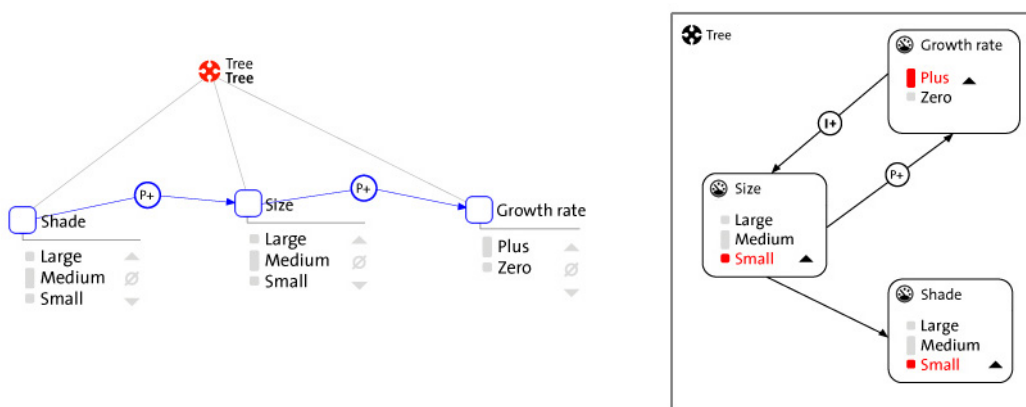 Tree
Tree
P+
P+
Shade
Size
Growth rate
Large
Medium
Small
Large
Medium
Small
Plus
Zero
Tree
Growth rate
Plus
Zero
I+
P+
Size
Large
Medium
Small
Shade
Large
Medium
Small